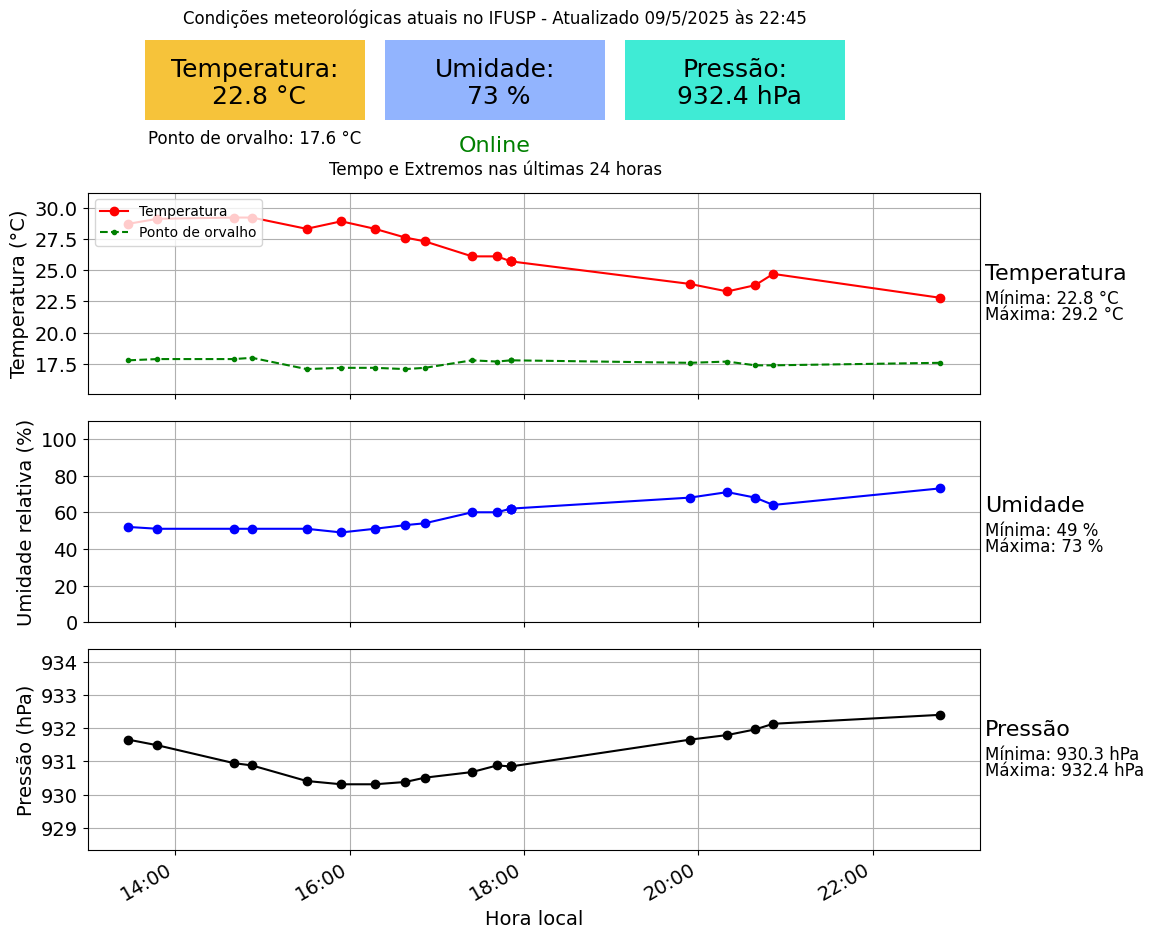 Condições meteorológicas atuais no IFUSP - Atualizado 09/5/2025 às 22:45
Temperatura:
22.8 °C
Umidade:
73 %
Pressão:
932.4 hPa
Ponto de orvalho: 17.6 °C
Online
Tempo e Extremos nas últimas 24 horas
Temperatura (°C)
30.0
27.5
25.0
22.5
20.0
17.5
Temperatura
Ponto de orvalho
Temperatura
Mínima: 22.8 °C
Máxima: 29.2 °C
Umidade relativa (%)
100
80
60
40
20
0
Umidade
Mínima: 49 %
Máxima: 73 %
Pressão (hPa)
934
933
932
931
930
929
Pressão
Mínima: 930.3 hPa
Máxima: 932.4 hPa
14:00
16:00
18:00
20:00
22:00
Hora local